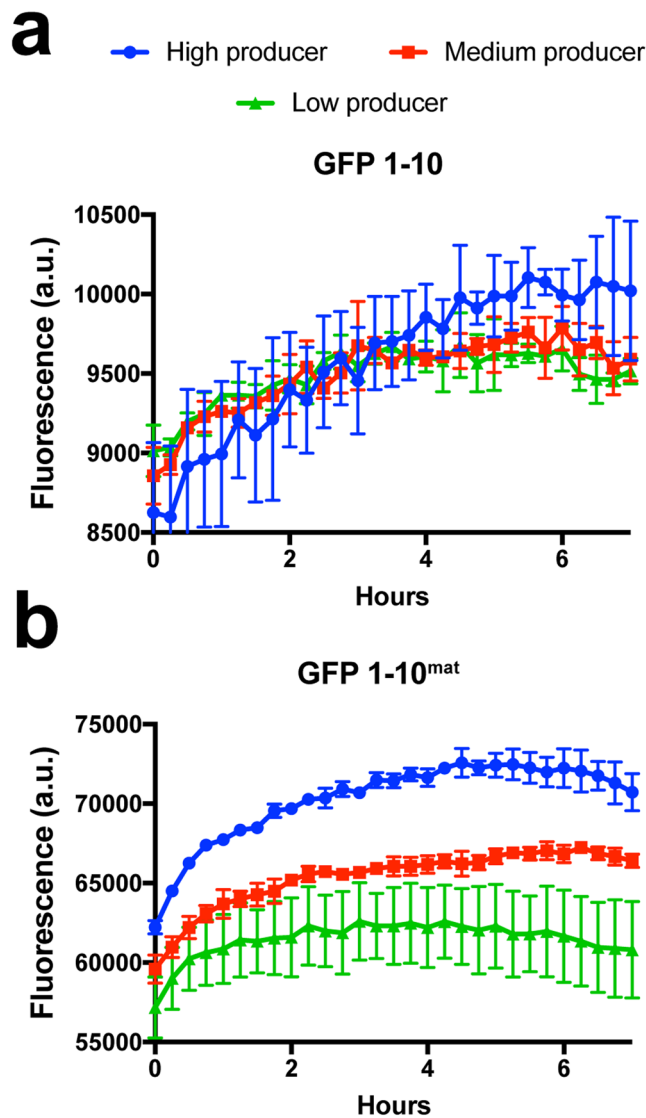 a
High producer
Medium producer
Low producer
GFP 1-10
10500
10000
9500
9000
8500
Fluorescence (a.u.)
0 2 4 6
Hours
b
GFP 1-10mat
75000
70000
65000
60000
55000
Fluorescence (a.u.)
0 2 4 6
Hours